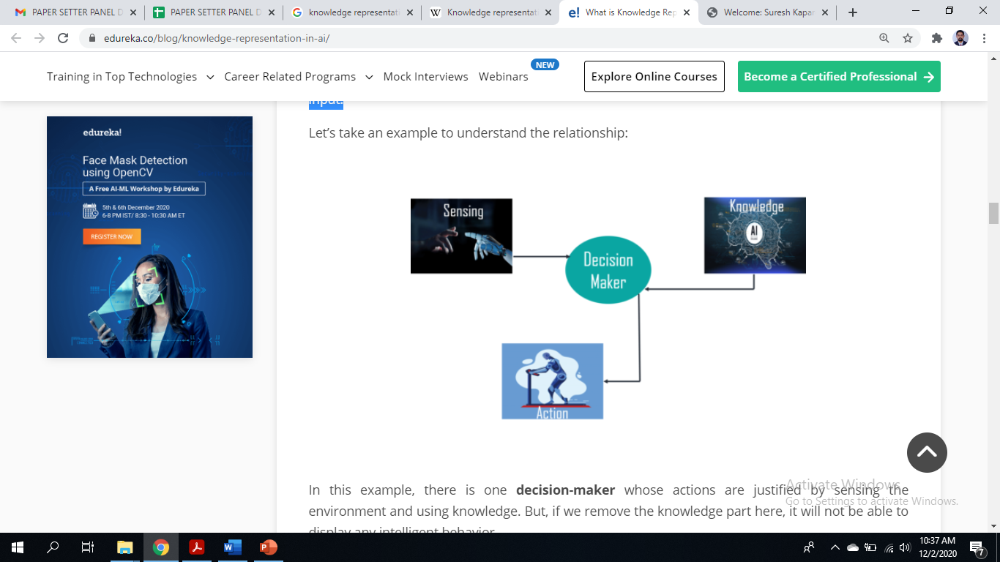 PAPER SETTER PANEL D
PAPER SETTER PANEL D
knowledge representati
Knowledge representati
What is Knowledge Rep
Welcome: Suresh Kapar
edureka.co/blog/knowledge-representation-in-ai/
NEW
Training in Top Technologies
Career Related Programs
Mock Interviews
Webinars
Explore Online Courses
Become a Certified Professional
input.
Let’s take an example to understand the relationship:
edureka!
Face Mask Detection
using OpenCV
A Free AI-ML Workshop by Edureka
5th & 6th December 2020
6-8 PM IST/ 8:30 - 10:30 AM ET
REGISTER NOW
Sensing
Knowledge
AI
Decision
Maker
Action
In this example, there is one decision-maker whose actions are justified by sensing the
environment and using knowledge. But, if we remove the knowledge part here, it will not be able to
display any intelligent behavior.
Activate Windows
Go to Settings to activate Windows.
10:37 AM
12/2/2020
7